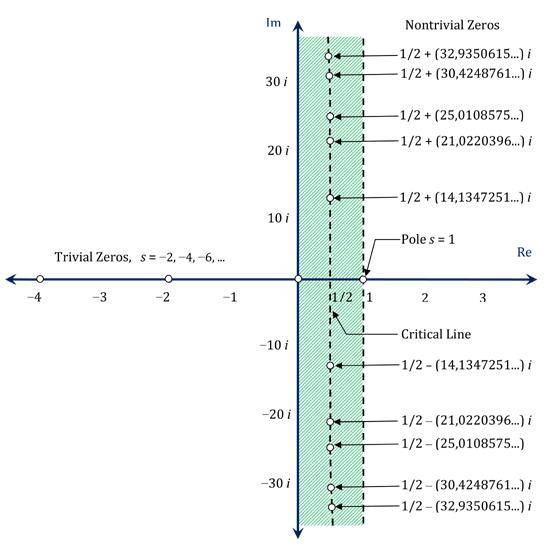 Im
Nontrivial Zeros
1/2 + (32,9350615...) i
30 i
1/2 + (30,4248761...) i
1/2 + (25,0108575...)
20 i
1/2 + (21,0220396...) i
10 i
1/2 + (14,1347251...) i
Pole s = 1
Re
Trivial Zeros, s = −2, −4, −6, ...
−4 −3 −2 −1 1/2 1 2 3
Critical Line
−10 i
1/2 − (14,1347251...) i
−20 i
1/2 − (21,0220396...) i
1/2 − (25,0108575...)
−30 i
1/2 − (30,4248761...) i
1/2 − (32,9350615...) i